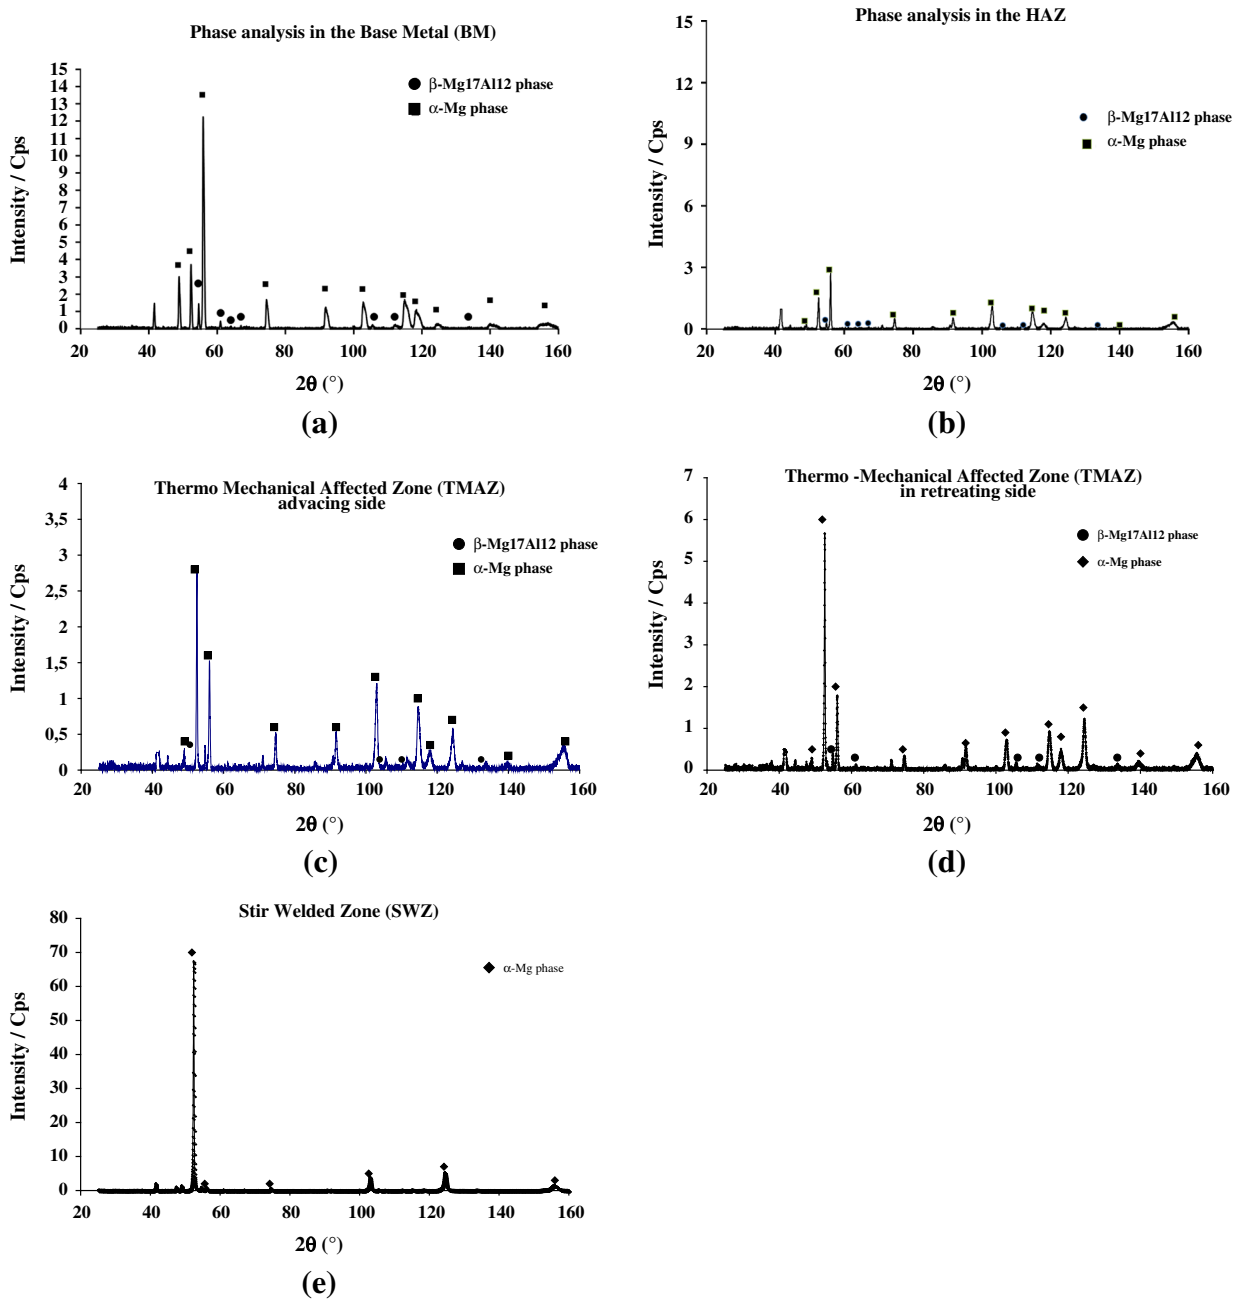 Phase analysis in the Base Metal (BM)
15
14
13
12
11
10
9
8
7
6
5
4
3
2
1
0
β-Mg17Al12 phase
α-Mg phase
Intensity / Cps
20 40 60 80 100 120 140 160
2θ (°)
(a)
Phase analysis in the HAZ
15
12
9
6
3
0
β-Mg17Al12 phase
α-Mg phase
Intensity / Cps
20 40 60 80 100 120 140 160
2θ (°)
(b)
Thermo Mechanical Affected Zone (TMAZ)
advacing side
4
3,5
3
2,5
2
1,5
1
0,5
0
β-Mg17Al12 phase
α-Mg phase
Intensity / Cps
20 40 60 80 100 120 140 160
2θ (°)
(c)
Thermo -Mechanical Affected Zone (TMAZ)
in retreating side
7
6
5
4
3
2
1
0
β-Mg17Al12 phase
α-Mg phase
Intensity / Cps
20 40 60 80 100 120 140 160
2θ (°)
(d)
Stir Welded Zone (SWZ)
80
70
60
50
40
30
20
10
0
α-Mg phase
Intensity / Cps
20 40 60 80 100 120 140 160
2θ (°)
(e)